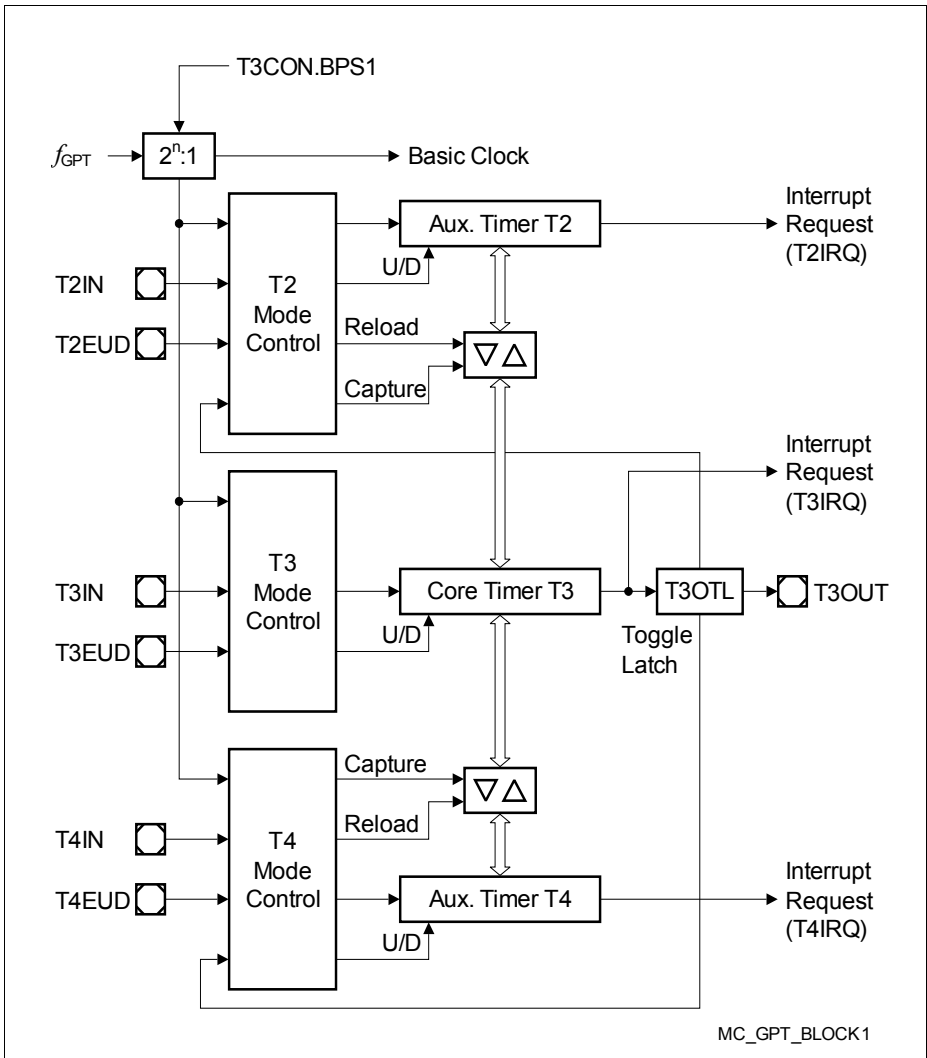 T3CON.BPS1
fGPT
2n:1
Basic Clock
Interrupt
Request
(T2IRQ)
Aux. Timer T2
U/D
T2IN
T2EUD
T2
Mode
Control
Reload
Capture
Interrupt
Request
(T3IRQ)
T3IN
T3EUD
T3
Mode
Control
Core Timer T3
U/D
T3OTL
T3OUT
Toggle
Latch
Capture
Reload
T4IN
T4EUD
T4
Mode
Control
Aux. Timer T4
U/D
Interrupt
Request
(T4IRQ)
MC_GPT_BLOCK1